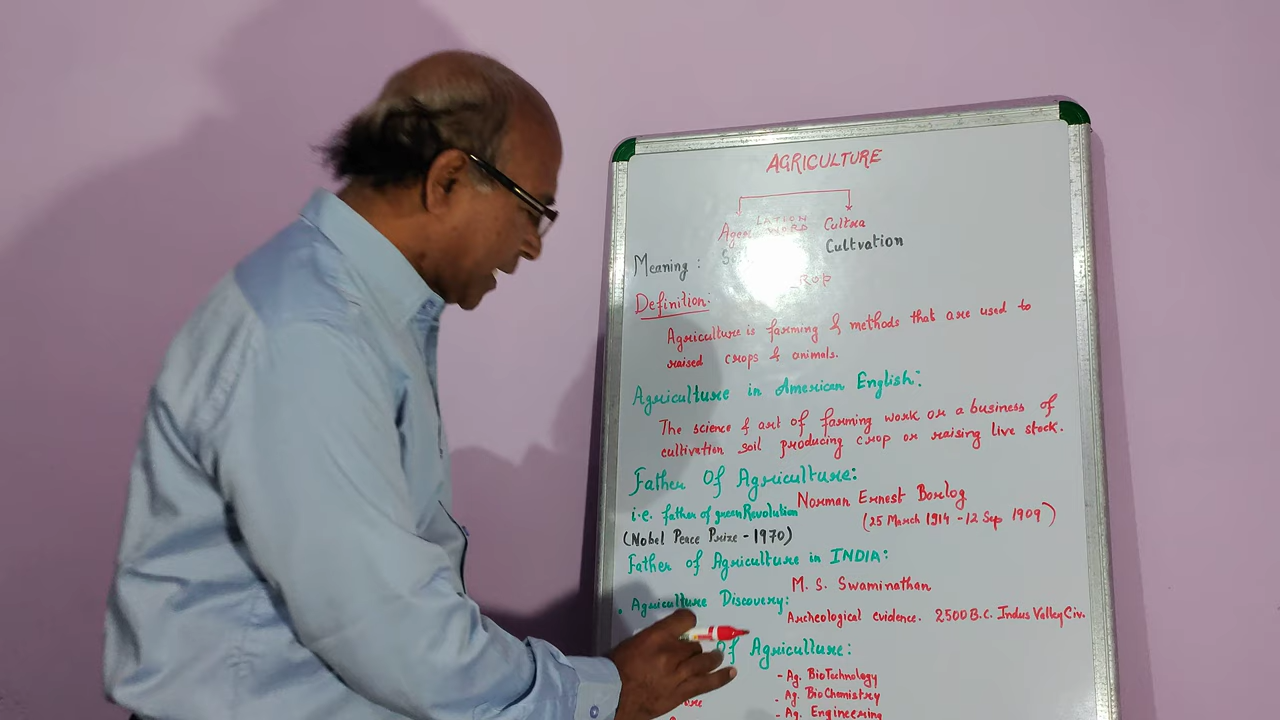 AGRICULTURE
Ager LATION WORD Cultra
Meaning: Cultvation
Definition:
Agriculture is farming & methods that are used to
raised crops & animals.
Agriculture in American English:
The science & art of farming work or a business of
cultivation soil producing crop or raising live stock.
Father Of Agriculture:
i.e. father of green Revolution Norman Ernest Borlog
(25 March 1914 - 12 Sep 1909)
(Nobel Peace Prize - 1970)
Father of Agriculture in INDIA:
M. S. Swaminathan
Agriculture Discovery:
Archeological evidence. 2500 B.C. Indus Valley Civ.
Of Agriculture:
- Ag. BioTechnology
- Ag. BioChemistry
- Ag. Engineering